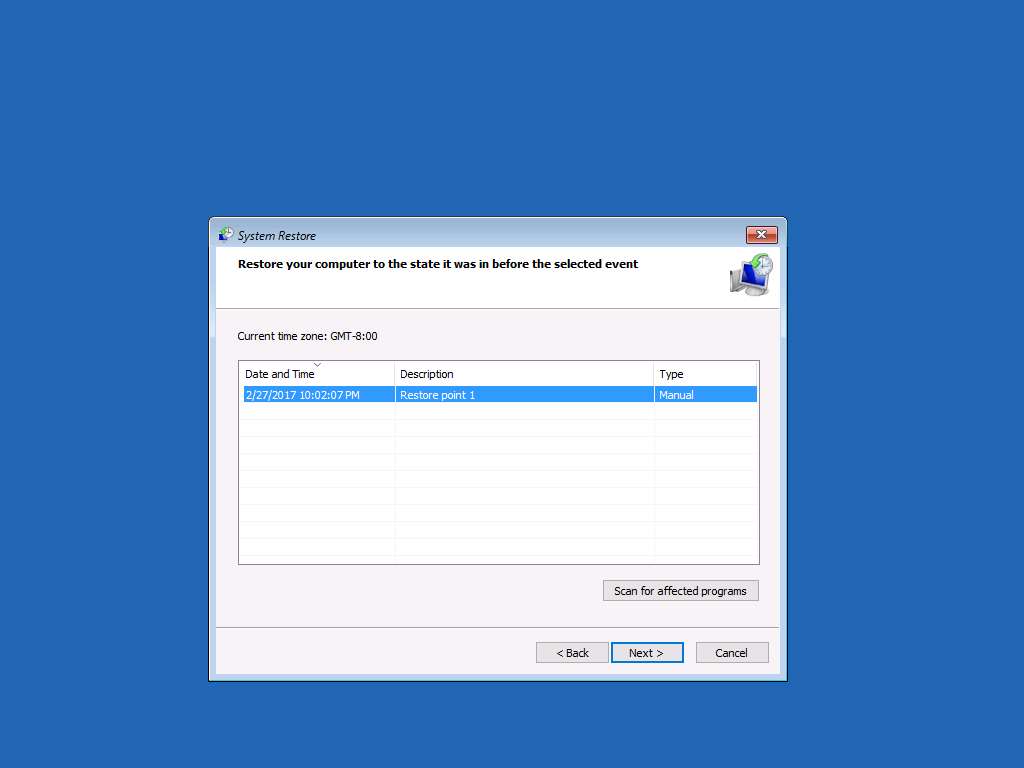 System Restore
Restore your computer to the state it was in before the selected event
Current time zone: GMT-8:00
Date and Time Description Type
2/27/2017 10:02:07 PM Restore point 1 Manual
Scan for affected programs
< Back Next > Cancel